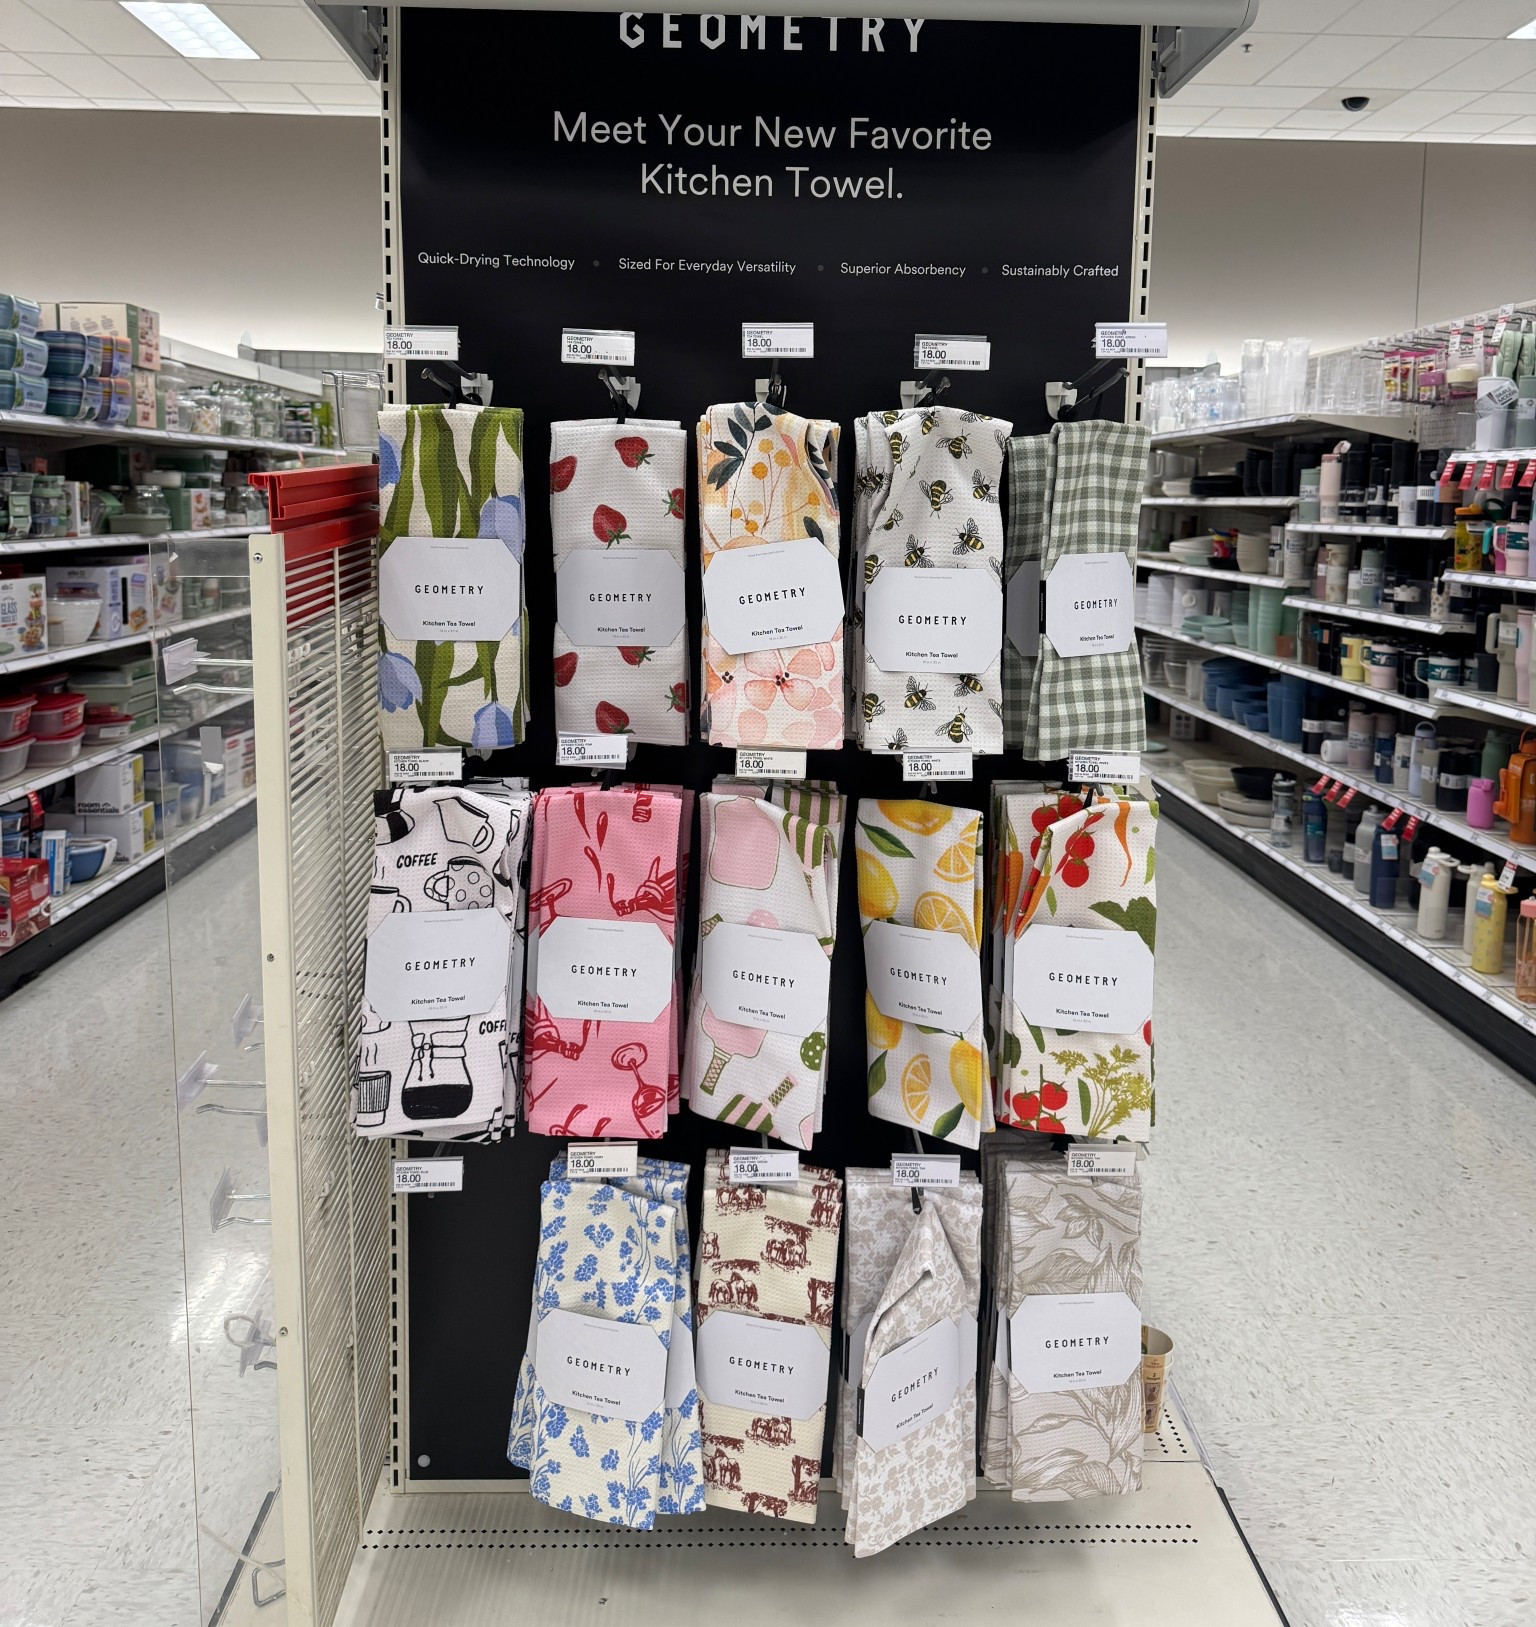 GEOMETRY
Meet Your New Favorite
Kitchen Towel.
Quick-Drying Technology • Sized For Everyday Versatility • Superior Absorbency • Sustainably Crafted
GEOMETRY
18.00
GEOMETRY
18.00
GEOMETRY
18.00
GEOMETRY
18.00
GEOMETRY
18.00
GEOMETRY
Kitchen Tea Towel
GEOMETRY
Kitchen Tea Towel
GEOMETRY
Kitchen Tea Towel
GEOMETRY
Kitchen Tea Towel
GEOMETRY
Kitchen Tea Towel
GEOMETRY
18.00
GEOMETRY
18.00
GEOMETRY
18.00
GEOMETRY
18.00
GEOMETRY
18.00
COFFEE
GEOMETRY
Kitchen Tea Towel
COFF
GEOMETRY
Kitchen Tea Towel
GEOMETRY
Kitchen Tea Towel
GEOMETRY
Kitchen Tea Towel
GEOMETRY
Kitchen Tea Towel
GEOMETRY
18.00
GEOMETRY
18.00
GEOMETRY
18.00
GEOMETRY
18.00
GEOMETRY
18.00
GEOMETRY
Kitchen Tea Towel
GEOMETRY
Kitchen Tea Towel
GEOMETRY
Kitchen Tea Towel
GEOMETRY
Kitchen Tea Towel
GLASS
room
essentials